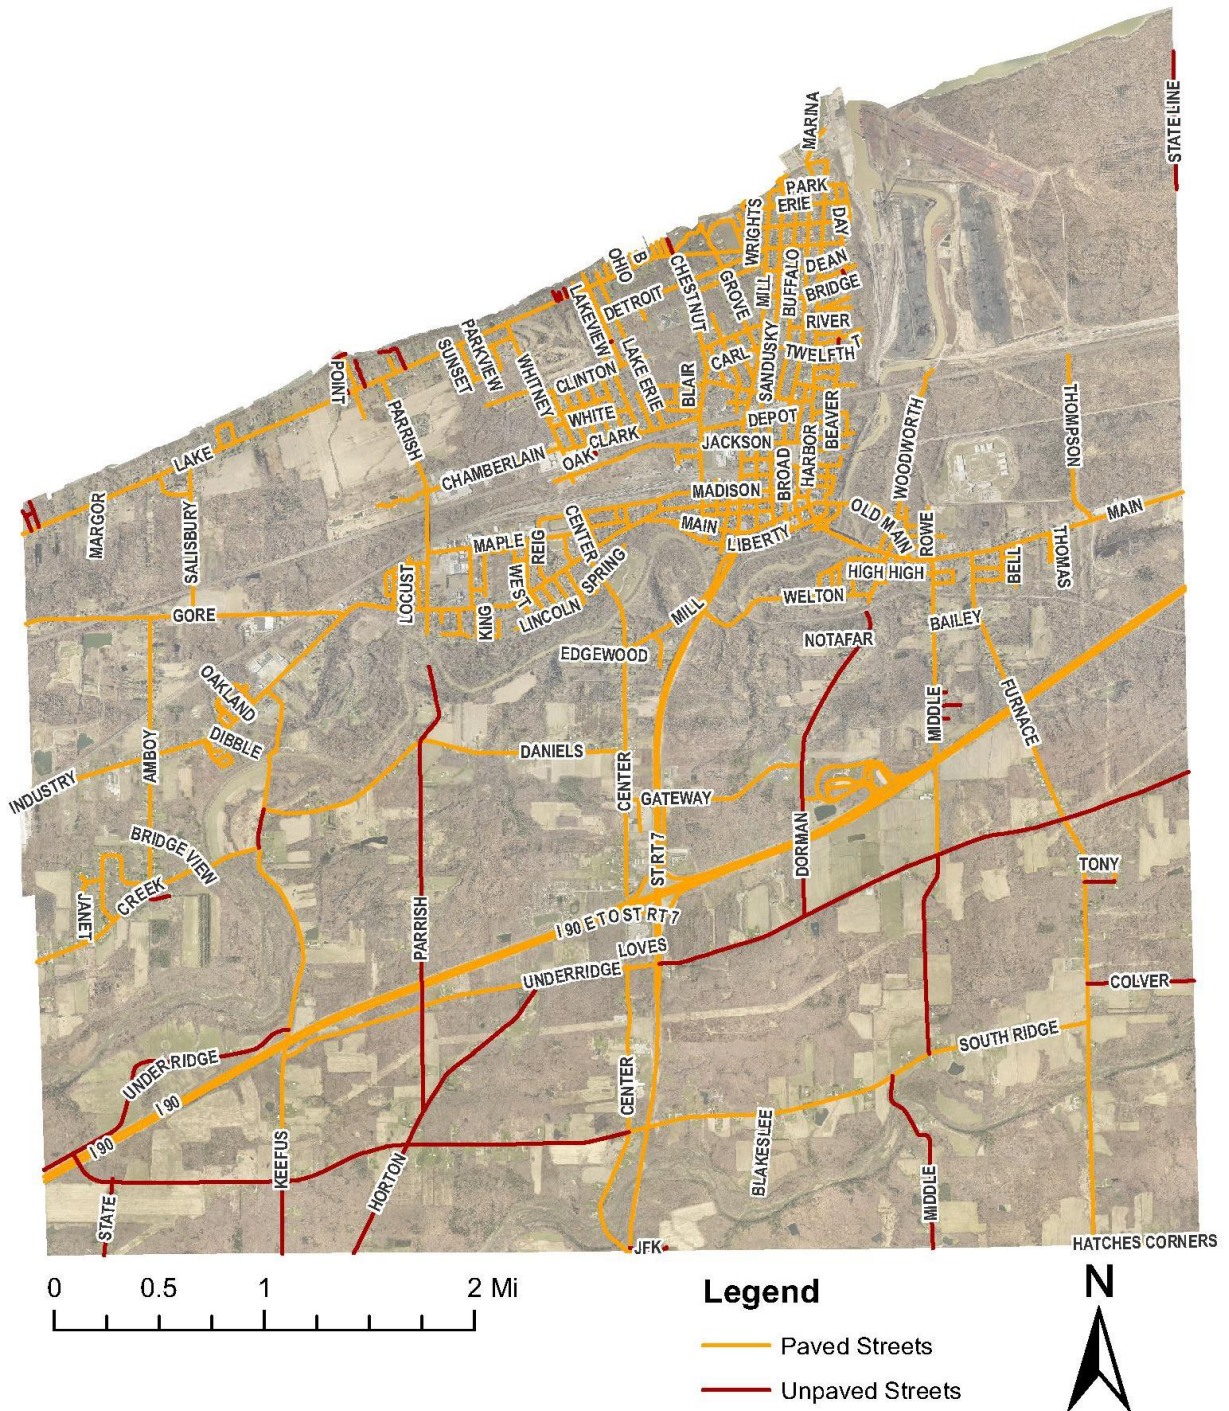 STATE LINE
MARINA
PARK
ERIE
DAY
WRIGHTS
OHIO
B
DEAN
CHESTNUT
GROVE
MILL
BUFFALO
BRIDGE
DETROIT
LAKEVIEW
RIVER
PARKVIEW
SUNSET
SANDUSKY
TWELFTH
T
CARL
WHITNEY
CLINTON
LAKE ERIE
BLAIR
POINT
PARRISH
WHITE
DEPOT
BEAVER
WOODWORTH
THOMPSON
CLARK
JACKSON
HARBOR
BROAD
LAKE
CHAMBERLAIN
OAK
MADISON
MARGOR
SALISBURY
OLD MAIN
MAIN
MAPLE
REIG
CENTER
MAIN
LIBERTY
ROWE
LOCUST
WEST
SPRING
HIGH
HIGH
BELL
THOMAS
GORE
KING
LINCOLN
MILL
WELTON
BAILEY
EDGEWOOD
NOTAFAR
OAKLAND
DIBBLE
FURNACE
MIDDLE
AMBOY
DANIELS
CENTER
INDUSTRY
GATEWAY
BRIDGE VIEW
ST RT 7
DORMAN
TONY
CREEK
JANET
PARRISH
I 90 E TO ST RT 7
LOVES
UNDERRIDGE
COLVER
SOUTH RIDGE
UNDERRIDGE
CENTER
I 90
I 90
KEEFUS
HORTON
BLAKESLEE
STATE
MIDDLE
JFK
HATCHES CORNERS
0 0.5 1 2 Mi
Legend
N
Paved Streets
Unpaved Streets